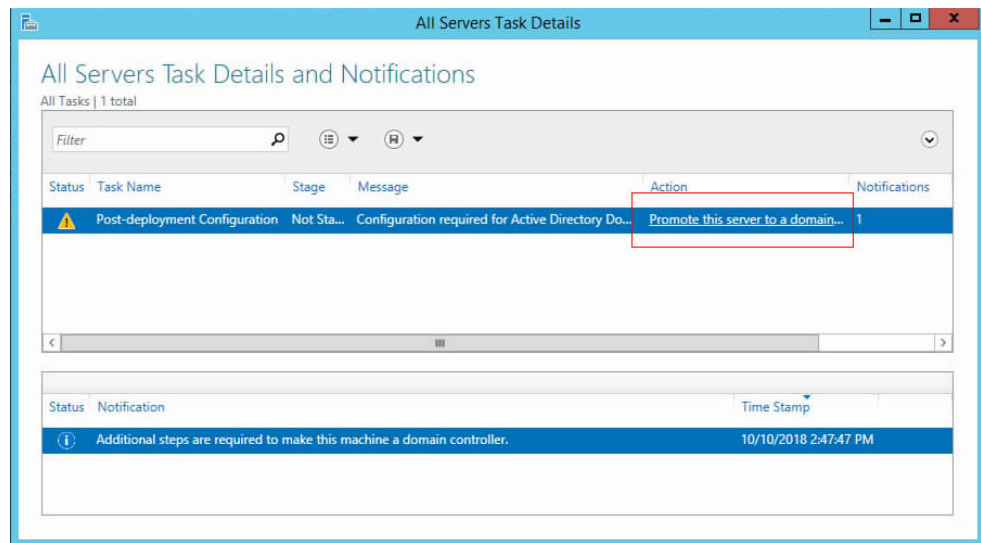 All Servers Task Details
All Servers Task Details and Notifications
All Tasks | 1 total
Filter
Status Task Name Stage Message Action Notifications
Post-deployment Configuration Not Sta... Configuration required for Active Directory Do... Promote this server to a domain... 1
Status Notification Time Stamp
Additional steps are required to make this machine a domain controller. 10/10/2018 2:47:47 PM